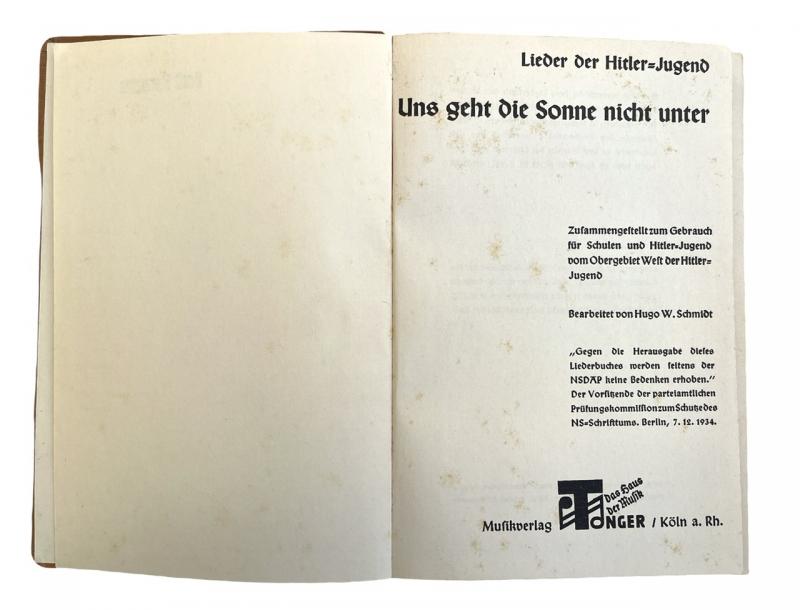 Lieder der Hitler=Jugend
Uns geht die Sonne nicht unter
Zusammengestellt zum Gebrauch
für Schulen und Hitler=Jugend
vom Obergebiet West der Hitler=
Jugend
Bearbeitet von Hugo W. Schmidt
„Gegen die Herausgabe dieses
Liederbuches werden seitens der
NSDAP keine Bedenken erhoben.“
Der Vorsitzende der parteiamtlichen
Prüfungskommission zum Schutze des
NS=Schrifttums. Berlin, 7. 12. 1934.
Das Haus
der Musik
Musikverlag TONGER / Köln a. Rh.